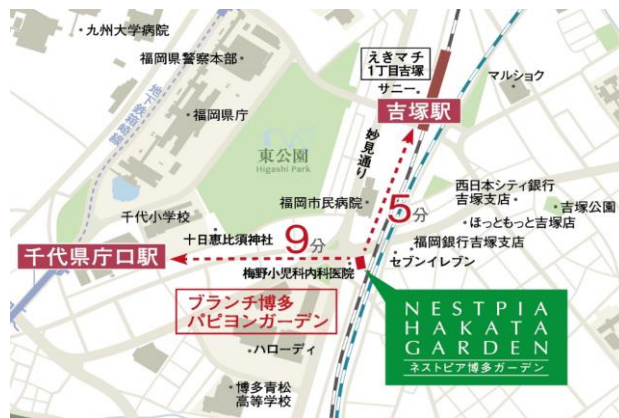 九州大学病院
福岡県警察本部
地下鉄箱崎線
福岡県庁
えきマチ
1丁目吉塚
サニー
マルショク
吉塚駅
妙見通り
東公園
Higashi Park
西日本シティ銀行
吉塚支店
吉塚公園
福岡市民病院
5分
ほっともっと吉塚店
千代小学校
十日恵比須神社
9分
福岡銀行吉塚支店
セブンイレブン
千代県庁口駅
梅野小児科内科医院
ブランチ博多
パピヨンガーデン
NESTPIA
HAKATA
GARDEN
ネストピア博多ガーデン
ハローデイ
博多青松
高等学校